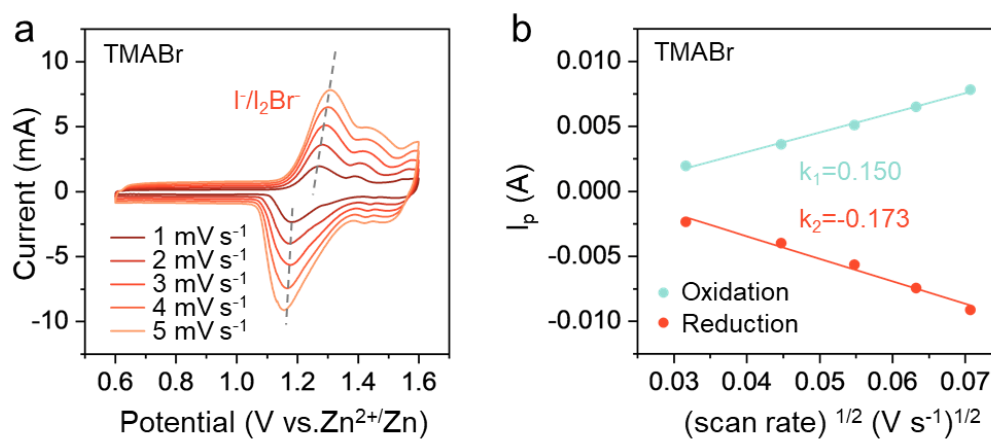 a
TMABr
I⁻/I₂Br⁻
10
5
0
-5
-10
Current (mA)
1 mV s⁻¹
2 mV s⁻¹
3 mV s⁻¹
4 mV s⁻¹
5 mV s⁻¹
0.6 0.8 1.0 1.2 1.4 1.6
Potential (V vs.Zn²⁺/Zn)
b
TMABr
0.010
0.005
0.000
-0.005
-0.010
Iₚ (A)
k₁=0.150
k₂=-0.173
Oxidation
Reduction
0.03 0.04 0.05 0.06 0.07
(scan rate) ¹/² (V s⁻¹)¹/²